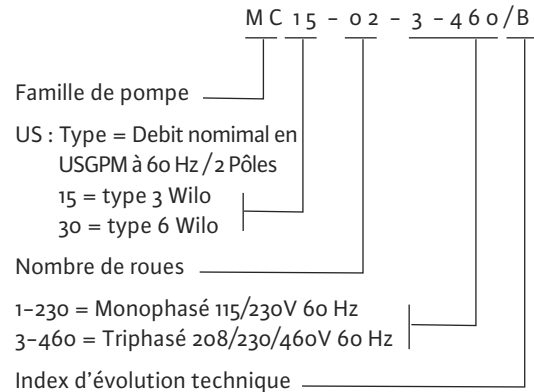 MC15-02-3-460/B
Famille de pompe
US : Type = Debit nomimal en
USGPM à 60 Hz / 2 Pôles
15 = type 3 Wilo
30 = type 6 Wilo
Nombre de roues
1-230 = Monophasé 115/230V 60 Hz
3-460 = Triphasé 208/230/460V 60 Hz
Index d'évolution technique